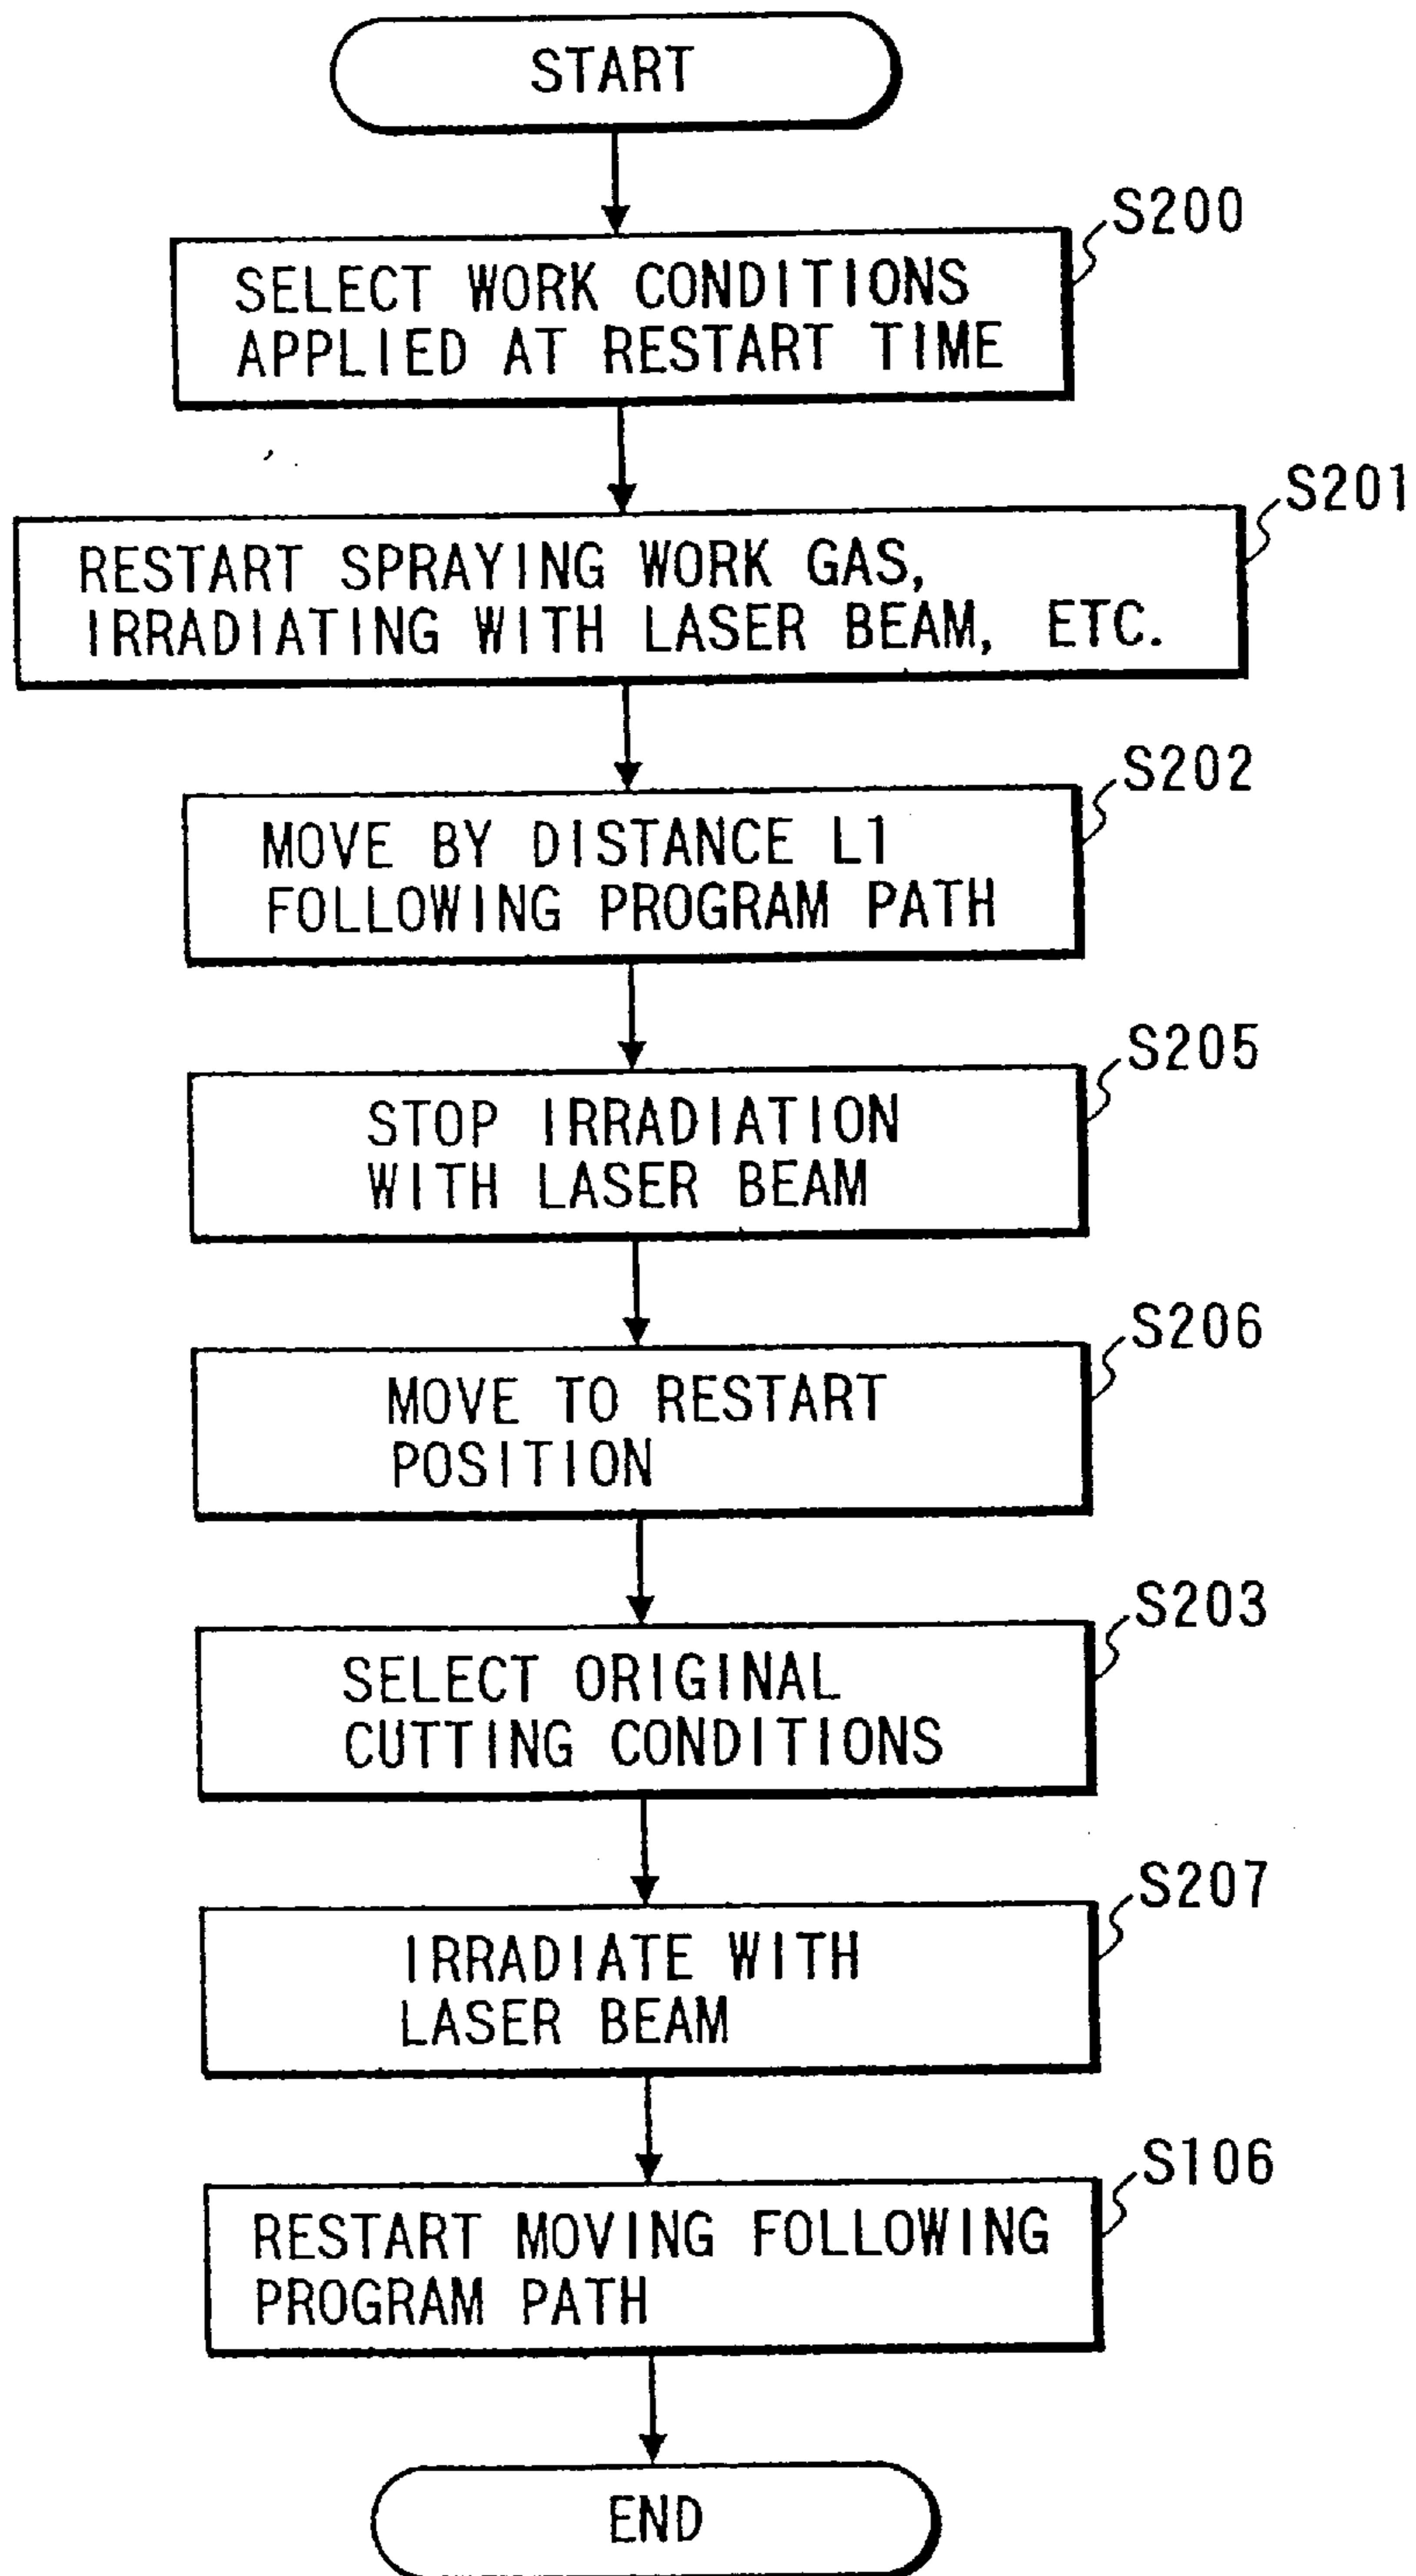 START
S200
SELECT WORK CONDITIONS
APPLIED AT RESTART TIME
S201
RESTART SPRAYING WORK GAS,
IRRADIATING WITH LASER BEAM, ETC.
S202
MOVE BY DISTANCE L1
FOLLOWING PROGRAM PATH
S205
STOP IRRADIATION
WITH LASER BEAM
S206
MOVE TO RESTART
POSITION
S203
SELECT ORIGINAL
CUTTING CONDITIONS
S207
IRRADIATE WITH
LASER BEAM
S106
RESTART MOVING FOLLOWING
PROGRAM PATH
END